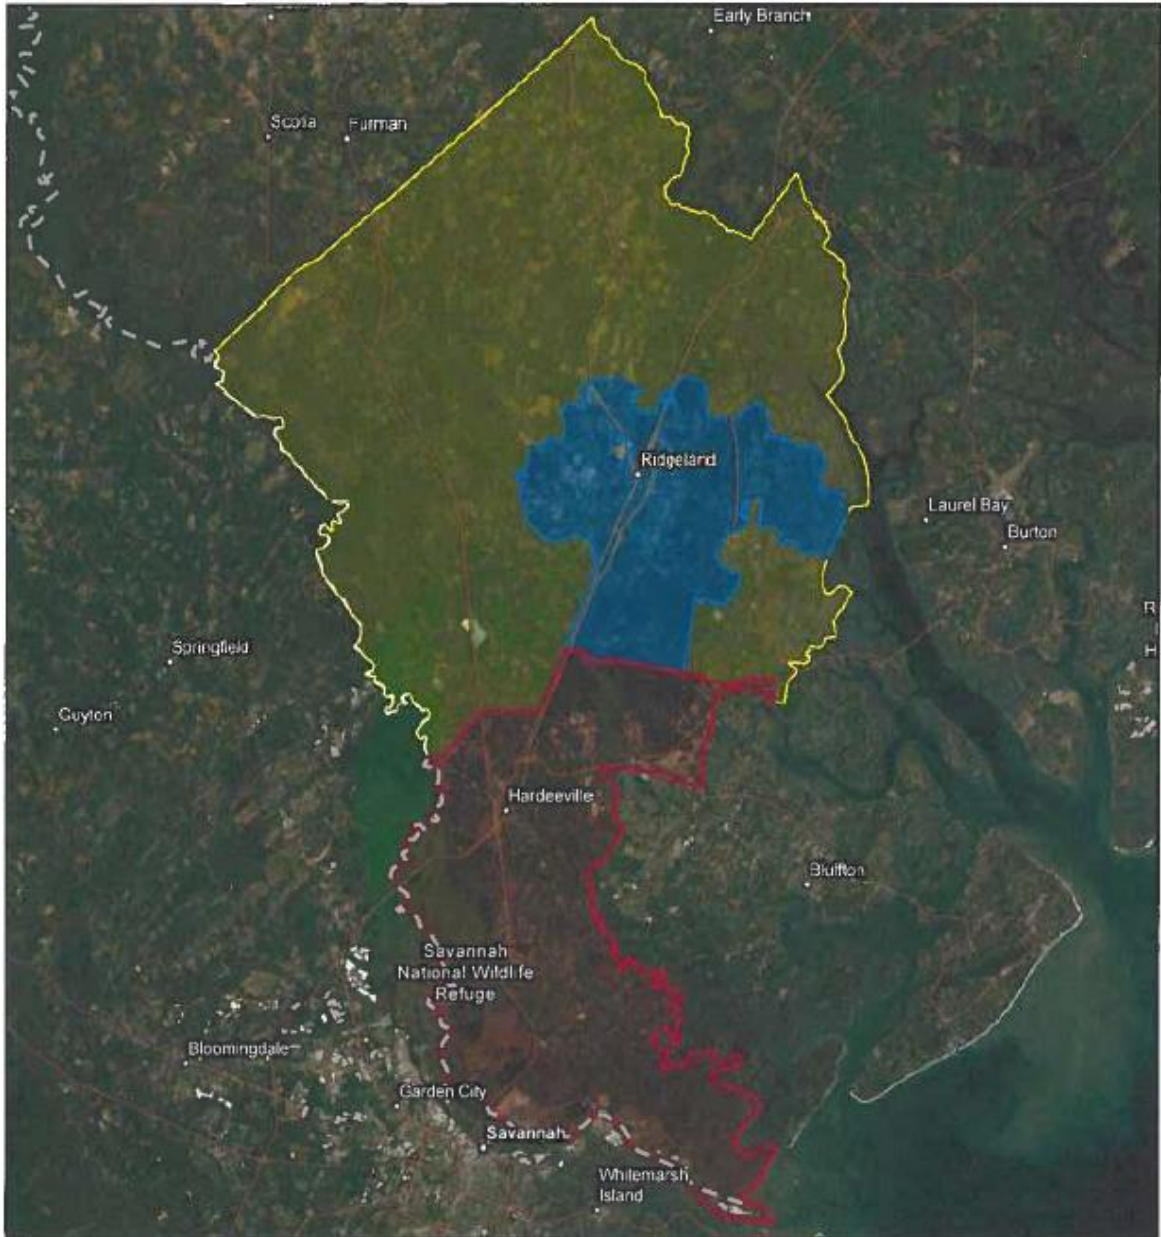 Early Branch
Scotia
Furman
Ridgeland
Laurel Bay
Burton
R
H
Springfield
Guyton
Hardeeville
Bluffton
Savannah
National Wildlife
Refuge
Bloomingdale
Garden City
Savannah
Whitemarsh
Island